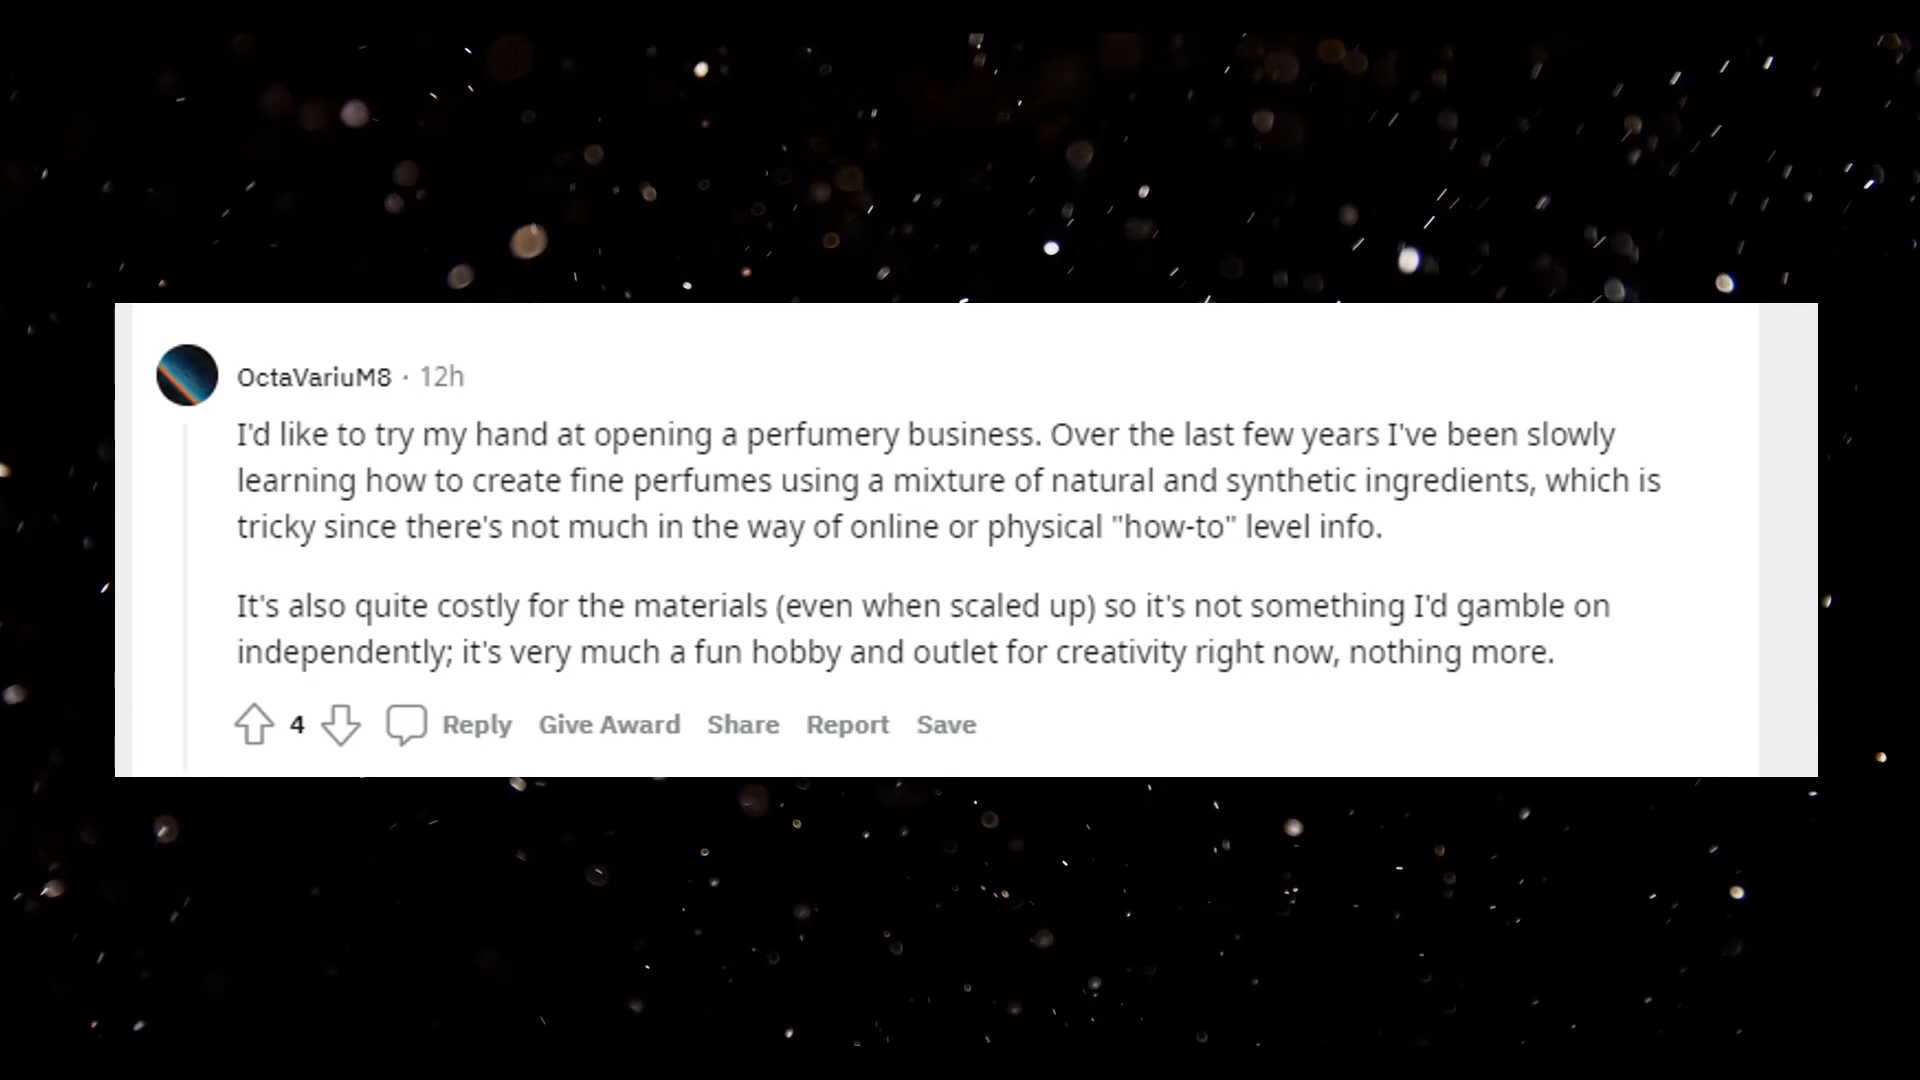 OctaVariuM8 · 12h
I'd like to try my hand at opening a perfumery business. Over the last few years I've been slowly
learning how to create fine perfumes using a mixture of natural and synthetic ingredients, which is
tricky since there's not much in the way of online or physical "how-to" level info.
It's also quite costly for the materials (even when scaled up) so it's not something I'd gamble on
independently; it's very much a fun hobby and outlet for creativity right now, nothing more.
4 Reply Give Award Share Report Save